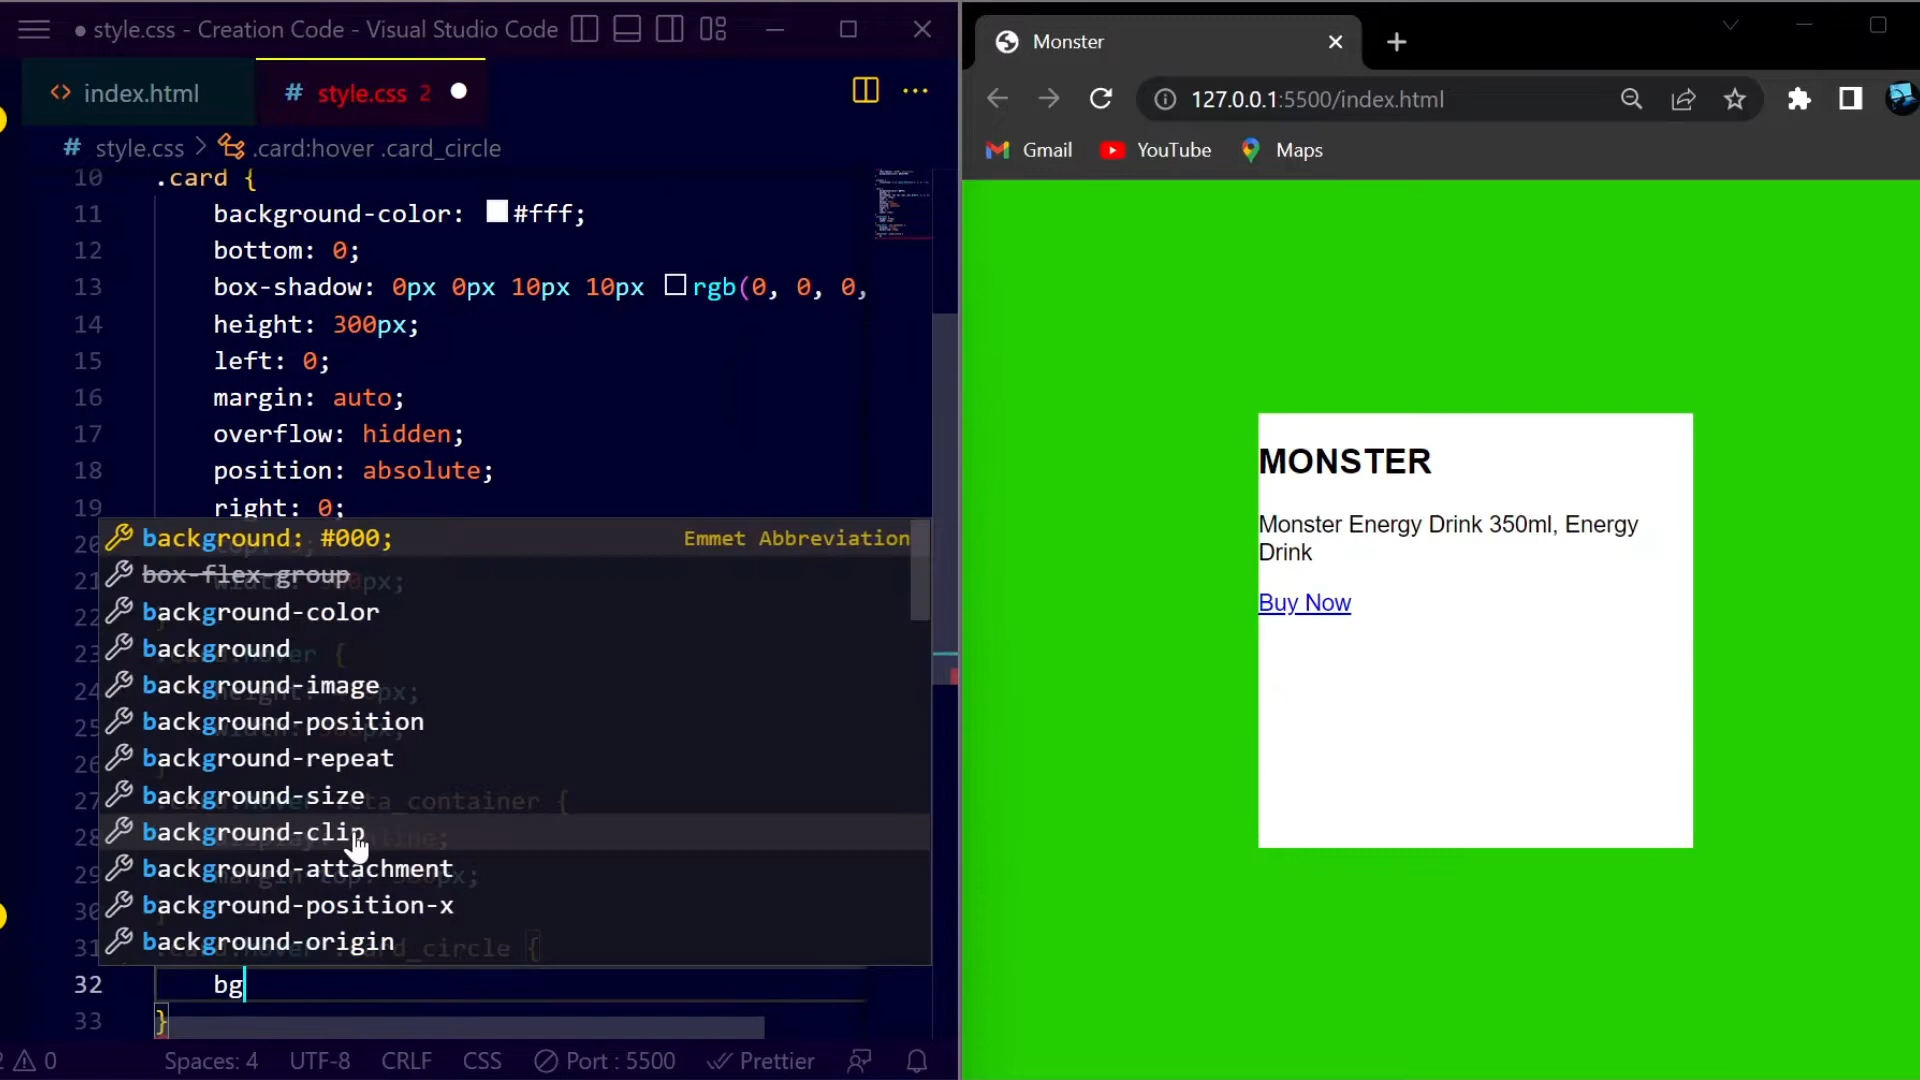 style.css - Creation Code - Visual Studio Code
index.html
# style.css 2
# style.css > .card:hover .card_circle
10 .card {
11 background-color: #fff;
12 bottom: 0;
13 box-shadow: 0px 0px 10px 10px rgb(0, 0, 0,
14 height: 300px;
15 left: 0;
16 margin: auto;
17 overflow: hidden;
18 position: absolute;
19 right: 0;
background: #000; Emmet Abbreviation
box-flex-group
background-color
background
background-image
background-position
background-repeat
background-size
background-clip
background-attachment
background-position-x
background-origin
32 bg
33 }
0
Spaces: 4 UTF-8 CRLF CSS Port : 5500 Prettier
Monster
127.0.0.1:5500/index.html
Gmail YouTube Maps
MONSTER
Monster Energy Drink 350ml, Energy
Drink
Buy Now